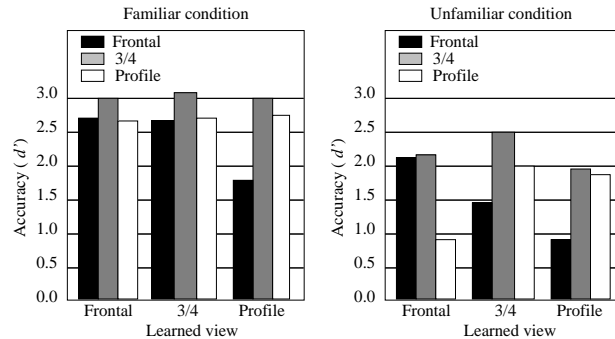 Familiar condition
Frontal
3/4
Profile
3.0
2.5
2.0
1.5
1.0
0.5
0.0
Accuracy ( d’)
Frontal 3/4 Profile
Learned view
Unfamiliar condition
Frontal
3/4
Profile
3.0
2.5
2.0
1.5
1.0
0.5
0.0
Accuracy ( d’)
Frontal 3/4 Profile
Learned view